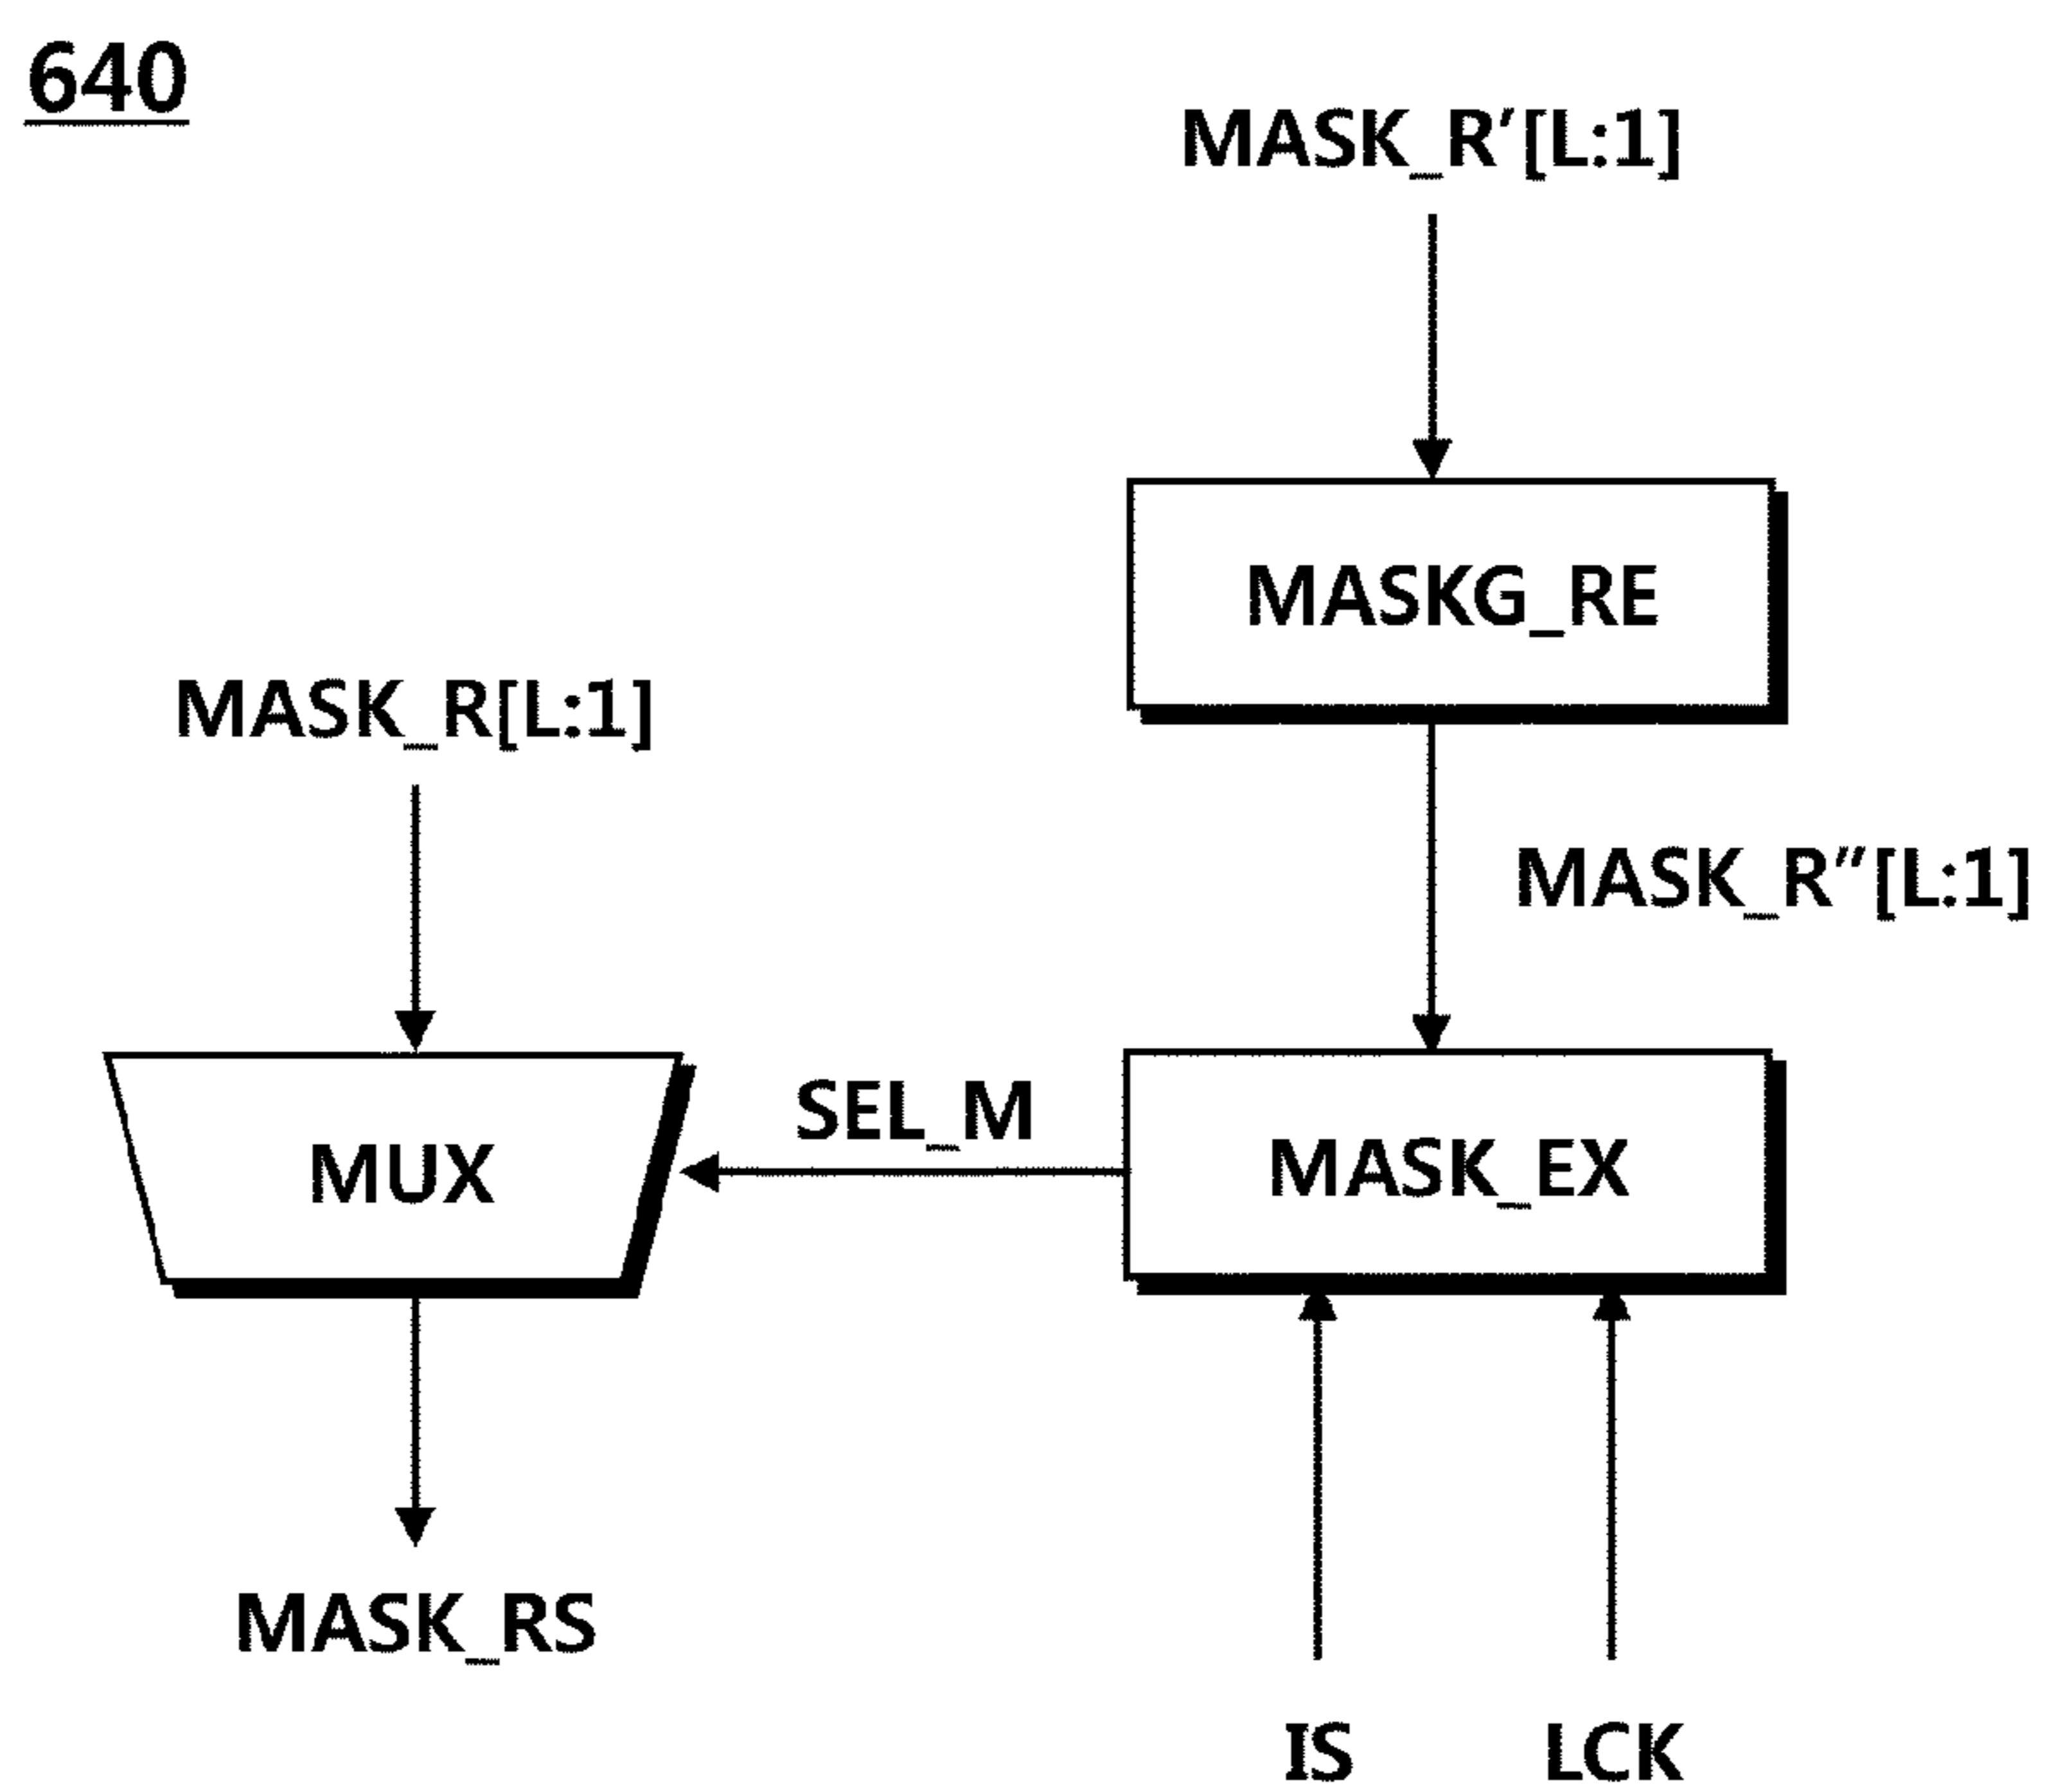 640
MASK_R′[L:1]
MASKG_RE
MASK_R[L:1]
MASK_R″[L:1]
SEL_M
MUX
MASK_EX
MASK_RS
IS
LCK